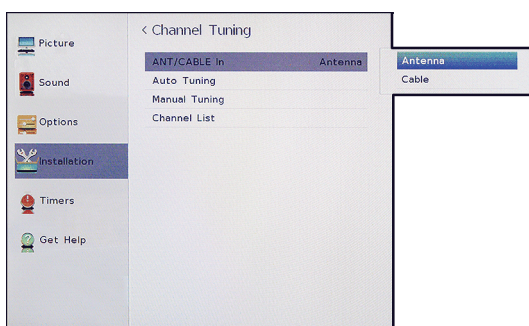 Picture
Sound
Options
Installation
Timers
Get Help
< Channel Tuning
ANT/CABLE In Antenna
Auto Tuning
Manual Tuning
Channel List
Antenna
Cable